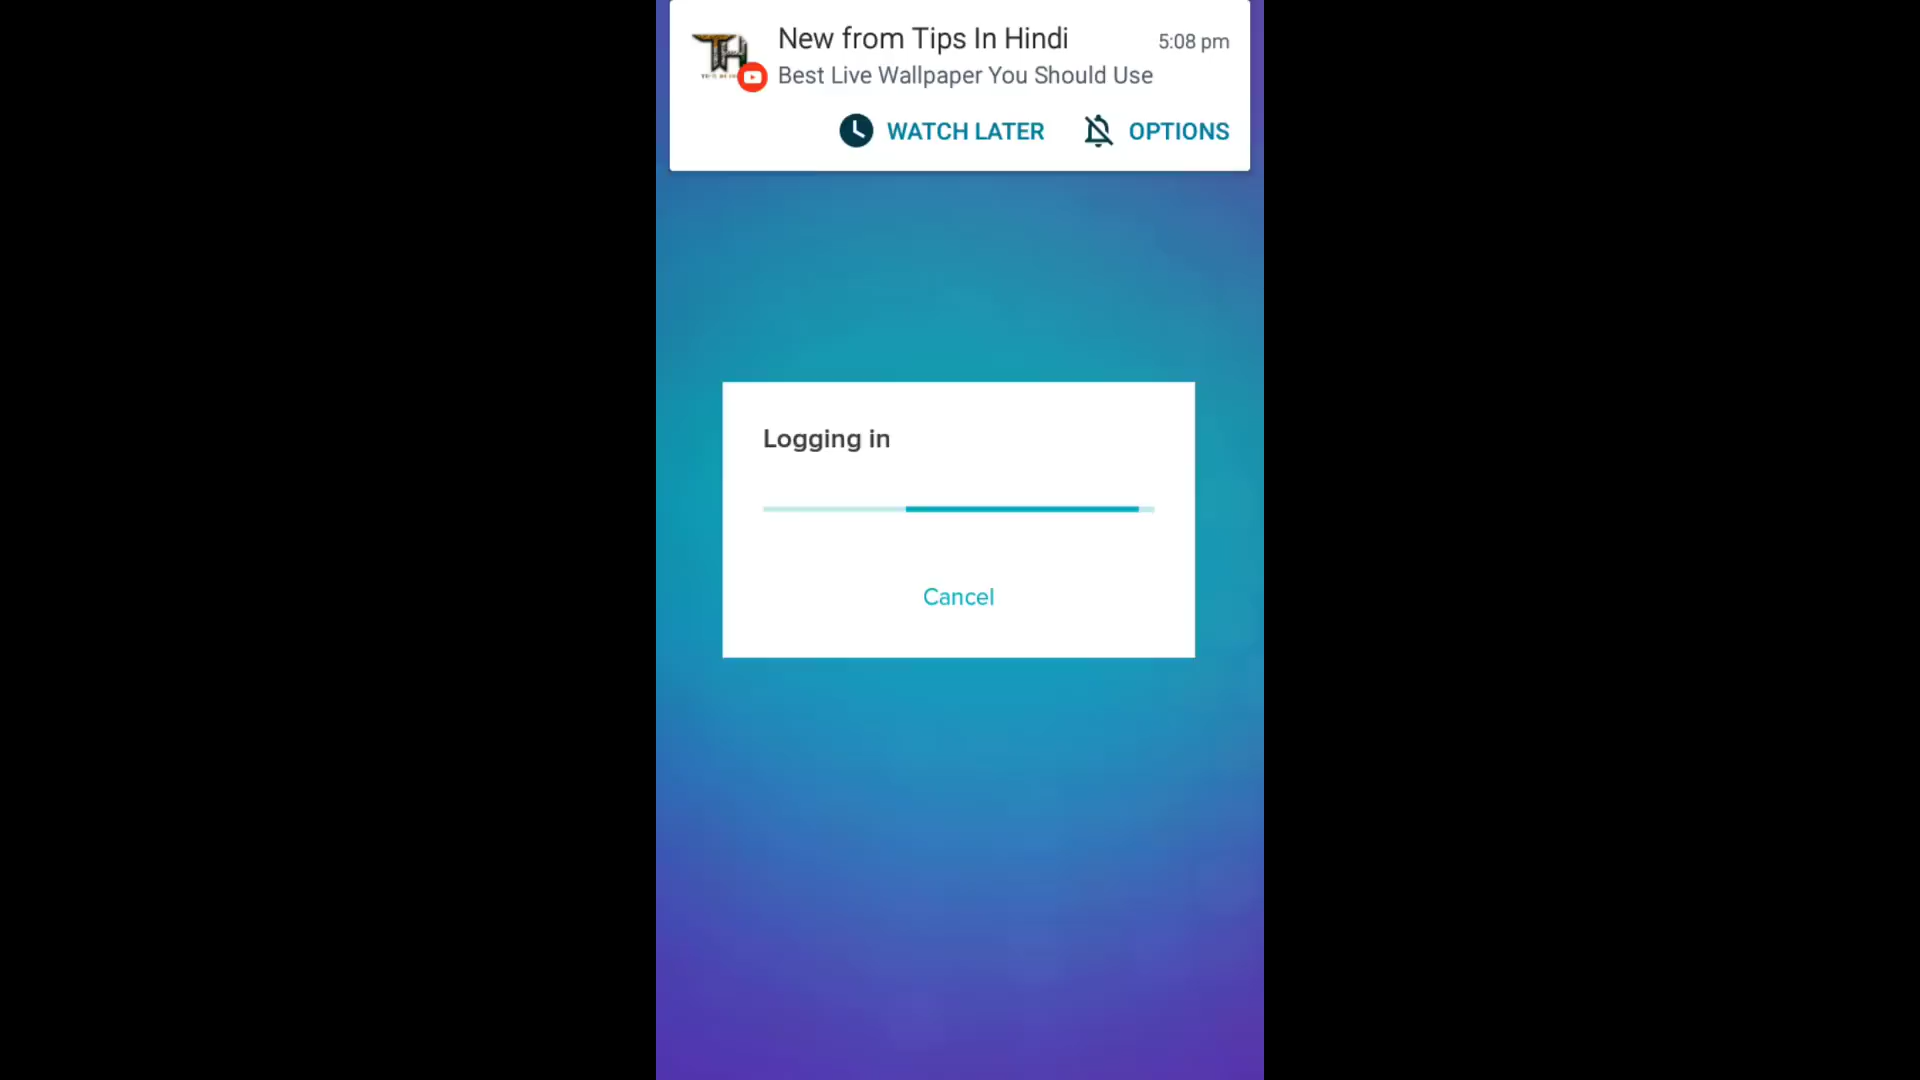 New from Tips In Hindi
5:08 pm
Best Live Wallpaper You Should Use
WATCH LATER
OPTIONS
Logging in
Cancel